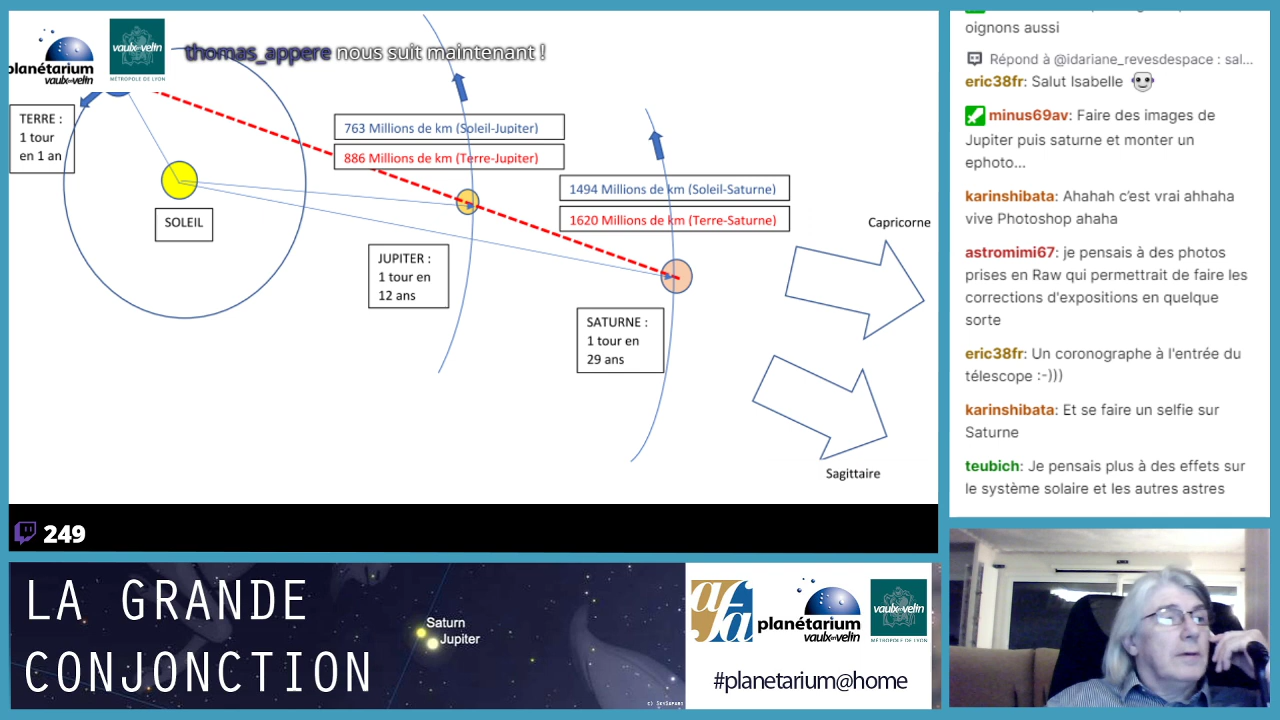 planétarium
vaulx en velin
vaulx-en-velin
MÉTROPOLE DE LYON
thomas_appere nous suit maintenant !
TERRE :
1 tour
en 1 an
SOLEIL
763 Millions de km (Soleil-Jupiter)
886 Millions de km (Terre-Jupiter)
JUPITER :
1 tour en
12 ans
1494 Millions de km (Soleil-Saturne)
1620 Millions de km (Terre-Saturne)
SATURNE :
1 tour en
29 ans
Capricorne
Sagittaire
249
oignons aussi
Répond à @idariane_revesdespace : sal...
eric38fr: Salut Isabelle
minus69av: Faire des images de
Jupiter puis saturne et monter un
ephoto...
karinshibata: Ahahah c’est vrai ahhaha
vive Photoshop ahaha
astromimi67: je pensais à des photos
prises en Raw qui permettrait de faire les
corrections d'expositions en quelque
sorte
eric38fr: Un coronographe à l'entrée du
télescope :-)))
karinshibata: Et se faire un selfie sur
Saturne
teubich: Je pensais plus à des effets sur
le système solaire et les autres astres
LA GRANDE
CONJONCTION
Saturn
Jupiter
afa
planétarium
vaulx en velin
vaulx-en-velin
MÉTROPOLE DE LYON
#planetarium@home